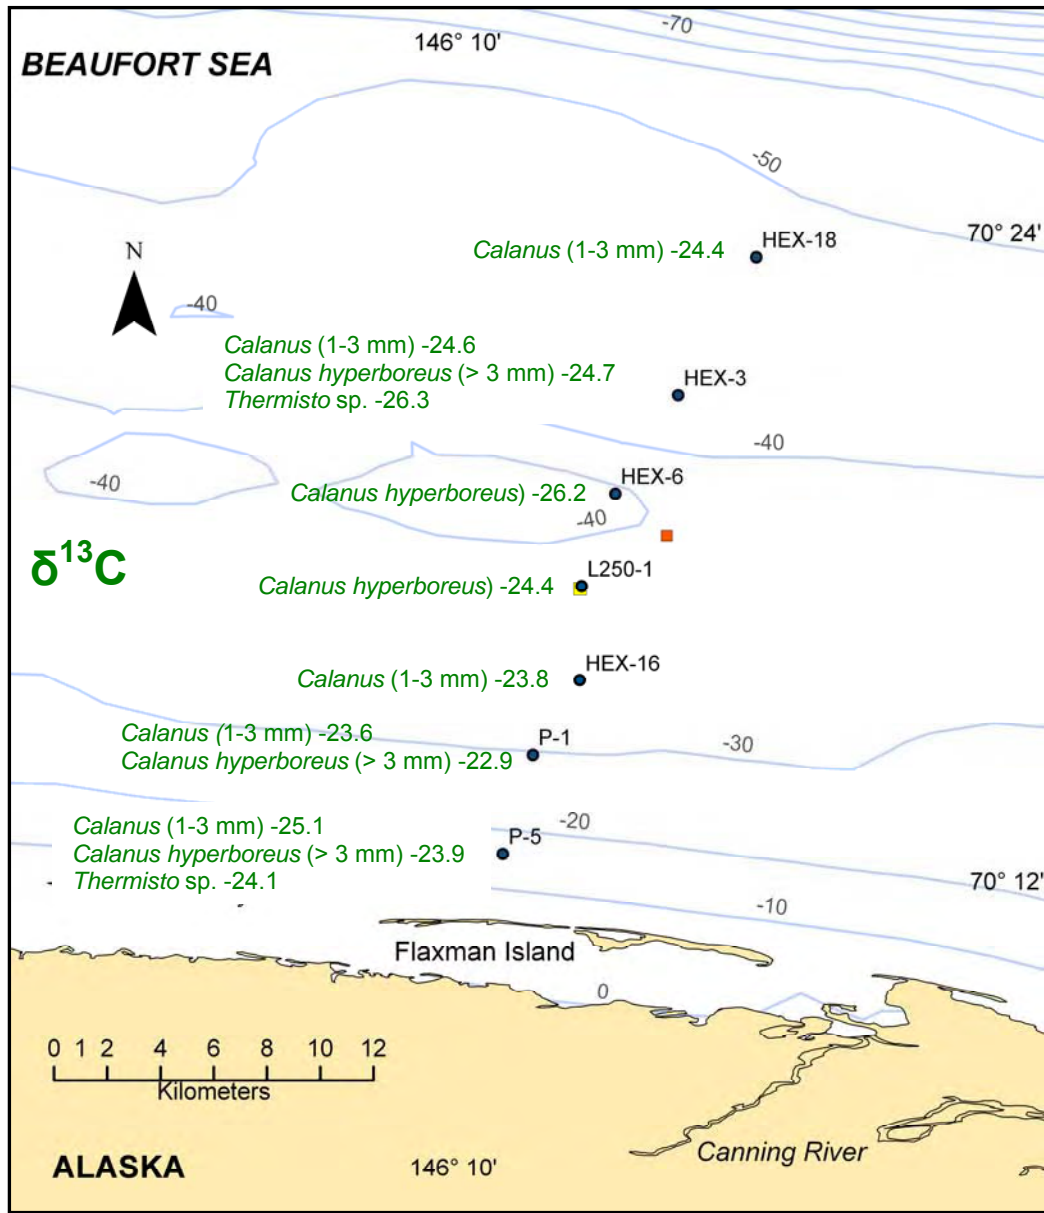 -70
146° 10'
BEAUFORT SEA
-50
70° 24'
HEX-18
Calanus (1-3 mm) -24.4
N
-40
Calanus (1-3 mm) -24.6
Calanus hyperboreus (> 3 mm) -24.7
Thermisto sp. -26.3
HEX-3
-40
HEX-6
-40
Calanus hyperboreus) -26.2
-40
δ¹³C
L250-1
Calanus hyperboreus) -24.4
HEX-16
Calanus (1-3 mm) -23.8
Calanus (1-3 mm) -23.6
Calanus hyperboreus (> 3 mm) -22.9
P-1
-30
Calanus (1-3 mm) -25.1
Calanus hyperboreus (> 3 mm) -23.9
Thermisto sp. -24.1
-20
P-5
70° 12'
-10
Flaxman Island
0
0 1 2 4 6 8 10 12
Kilometers
Canning River
ALASKA
146° 10'